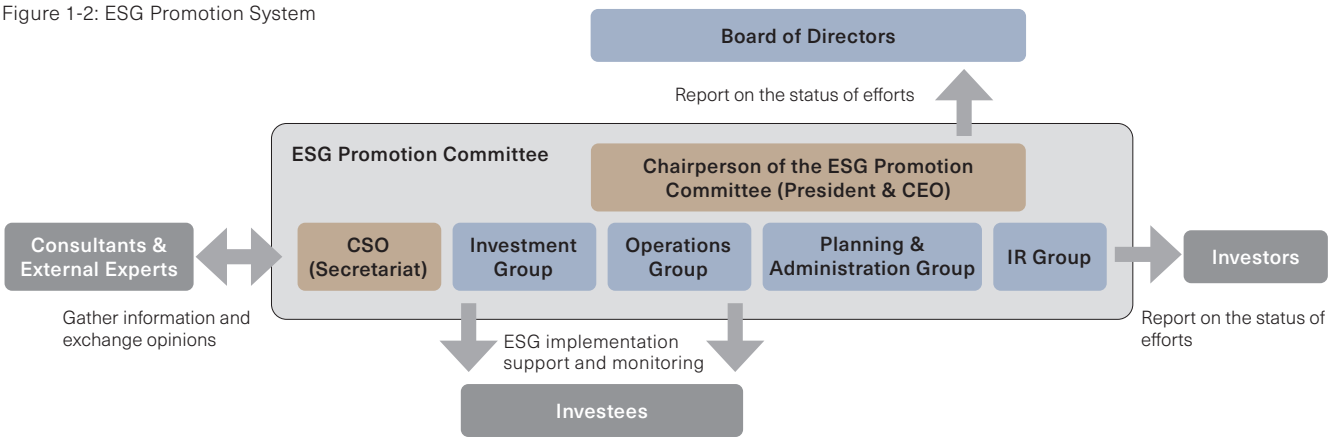 Figure 1-2: ESG Promotion System
Board of Directors
Report on the status of efforts
ESG Promotion Committee
Chairperson of the ESG Promotion
Committee (President & CEO)
Consultants &
External Experts
CSO
(Secretariat)
Investment
Group
Operations
Group
Planning &
Administration Group
IR Group
Investors
Gather information and
exchange opinions
ESG implementation
support and monitoring
Report on the status of
efforts
Investees